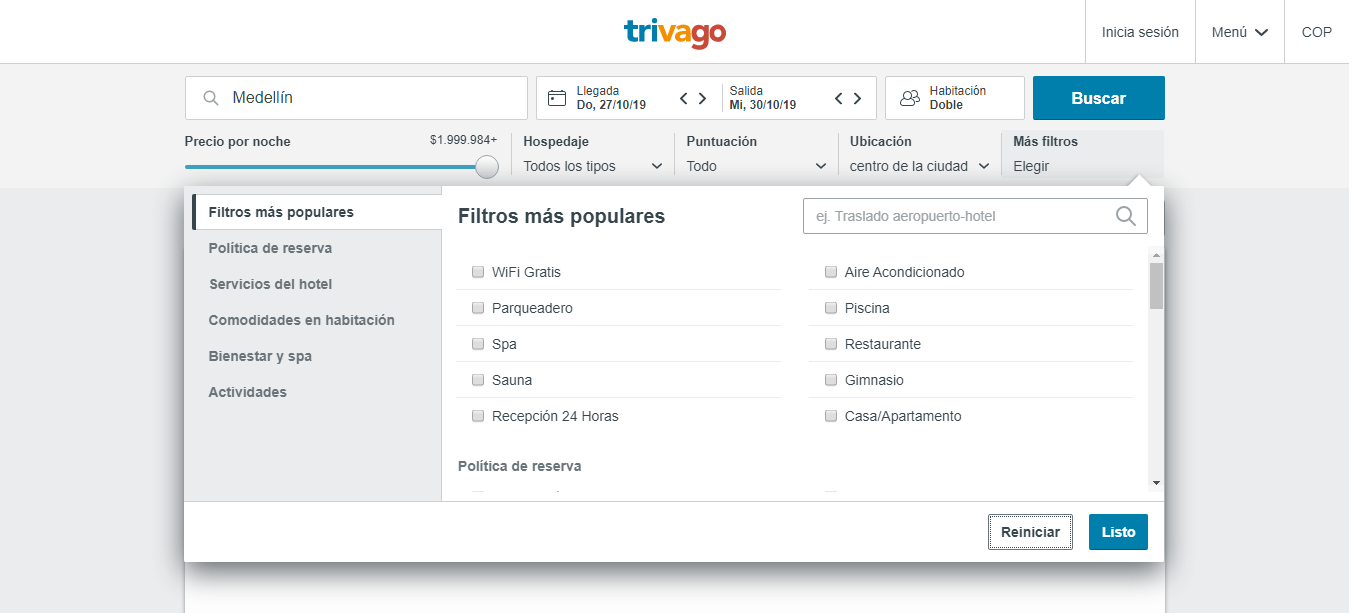 trivago
Inicia sesión
Menú
COP
Medellín
Llegada
Do, 27/10/19
Salida
Mi, 30/10/19
Habitación
Doble
Buscar
Precio por noche
$1.999.984+
Hospedaje
Todos los tipos
Puntuación
Todo
Ubicación
centro de la ciudad
Más filtros
Elegir
Filtros más populares
Política de reserva
Servicios del hotel
Comodidades en habitación
Bienestar y spa
Actividades
Filtros más populares
ej. Traslado aeropuerto-hotel
WiFi Gratis
Aire Acondicionado
Parqueadero
Piscina
Spa
Restaurante
Sauna
Gimnasio
Recepción 24 Horas
Casa/Apartamento
Política de reserva
Reiniciar
Listo